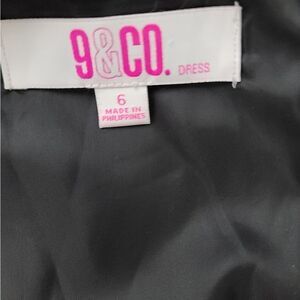 9&CO. DRESS
6
MADE IN
PHILIPPINES